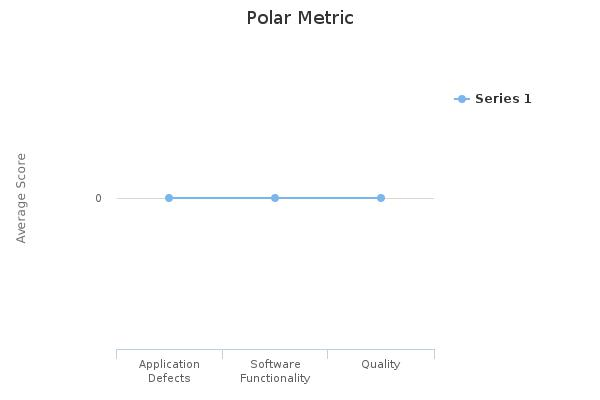 Polar Metric
Series 1
Average Score
0
Application
Defects
Software
Functionality
Quality